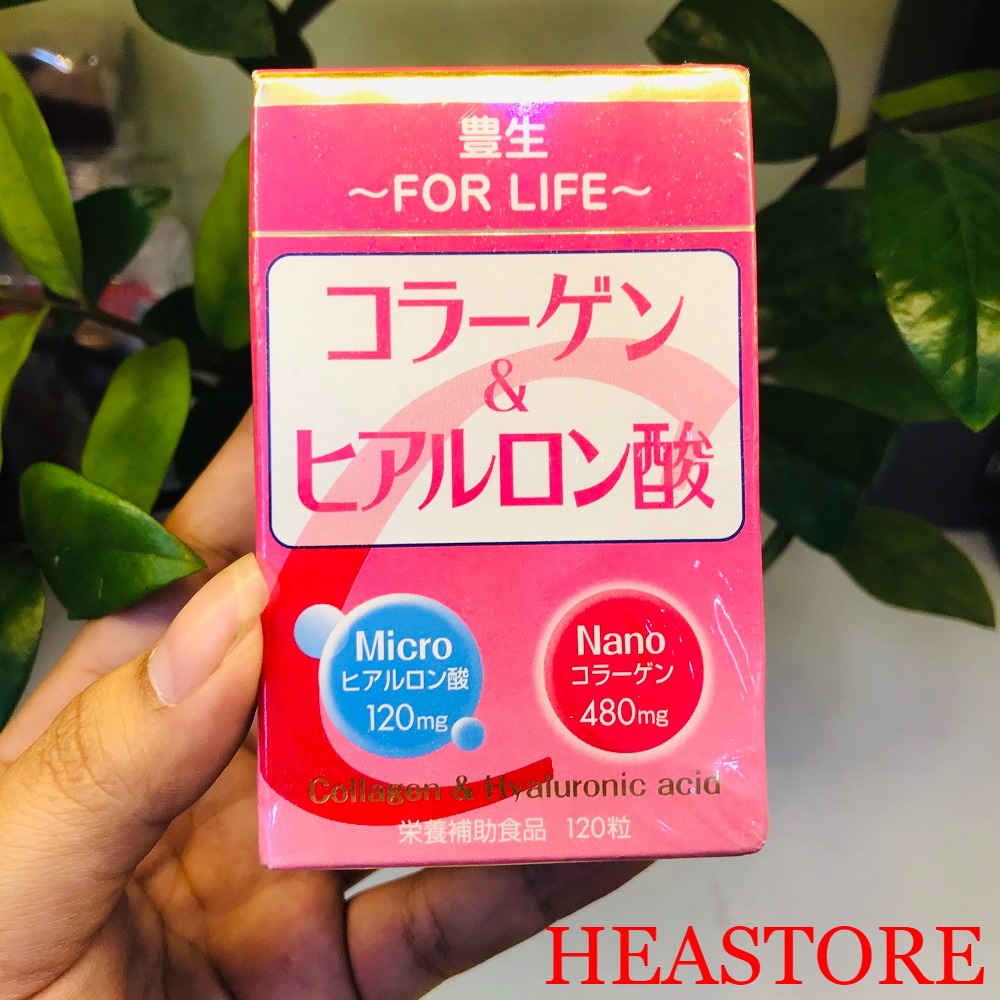 豊生
～FOR LIFE～
コラーゲン
&
ヒアルロン酸
Micro
ヒアルロン酸
120mg
Nano
コラーゲン
480mg
Collagen & Hyaluronic acid
栄養補助食品 120粒
HEASTORE